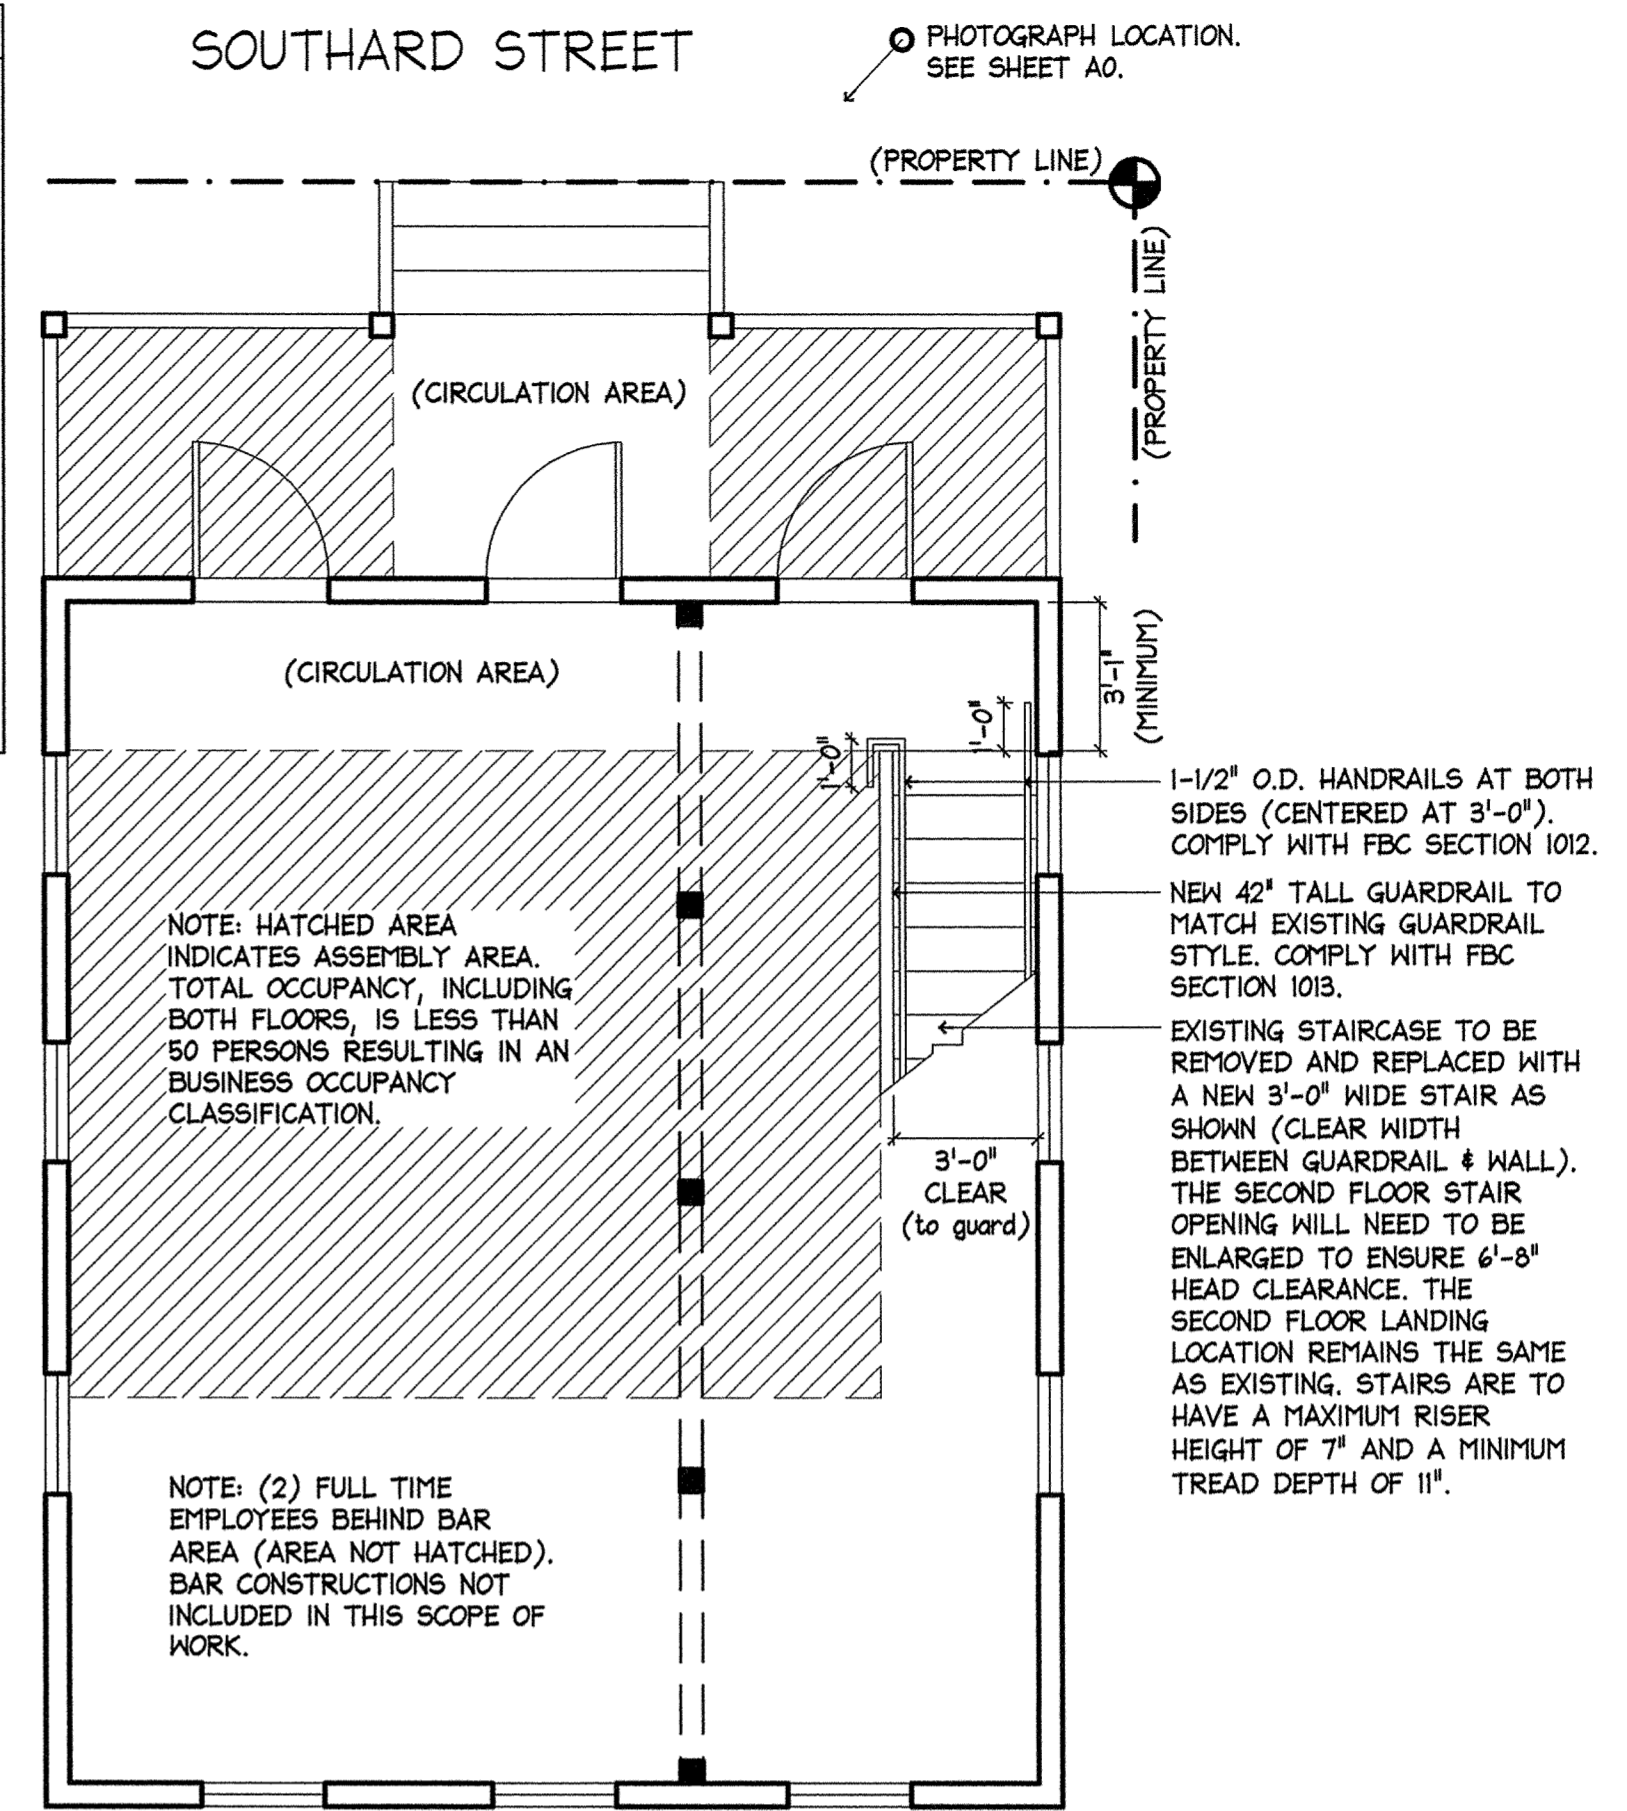 SOUTHARD STREET
PHOTOGRAPH LOCATION.
SEE SHEET A0.
(PROPERTY LINE)
(PROPERTY LINE)
(CIRCULATION AREA)
(CIRCULATION AREA)
3'-1"
(MINIMUM)
1'-0"
1'-0"
1-1/2" O.D. HANDRAILS AT BOTH
SIDES (CENTERED AT 3'-0").
COMPLY WITH FBC SECTION 1012.
NEW 42" TALL GUARDRAIL TO
MATCH EXISTING GUARDRAIL
STYLE. COMPLY WITH FBC
SECTION 1013.
EXISTING STAIRCASE TO BE
REMOVED AND REPLACED WITH
A NEW 3'-0" WIDE STAIR AS
SHOWN (CLEAR WIDTH
BETWEEN GUARDRAIL & WALL).
THE SECOND FLOOR STAIR
OPENING WILL NEED TO BE
ENLARGED TO ENSURE 6'-8"
HEAD CLEARANCE. THE
SECOND FLOOR LANDING
LOCATION REMAINS THE SAME
AS EXISTING. STAIRS ARE TO
HAVE A MAXIMUM RISER
HEIGHT OF 7" AND A MINIMUM
TREAD DEPTH OF 11".
NOTE: HATCHED AREA
INDICATES ASSEMBLY AREA.
TOTAL OCCUPANCY, INCLUDING
BOTH FLOORS, IS LESS THAN
50 PERSONS RESULTING IN AN
BUSINESS OCCUPANCY
CLASSIFICATION.
3'-0"
CLEAR
(to guard)
NOTE: (2) FULL TIME
EMPLOYEES BEHIND BAR
AREA (AREA NOT HATCHED).
BAR CONSTRUCTIONS NOT
INCLUDED IN THIS SCOPE OF
WORK.